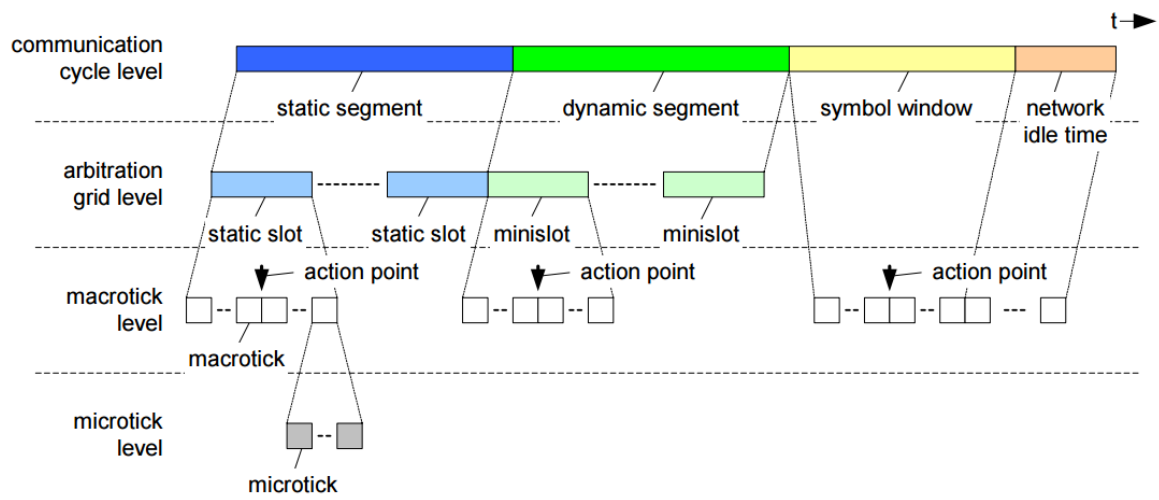 t
communication
cycle level
static segment
dynamic segment
symbol window
network
idle time
arbitration
grid level
static slot
static slot
minislot
minislot
action point
action point
action point
macrotick
level
macrotick
microtick
level
microtick